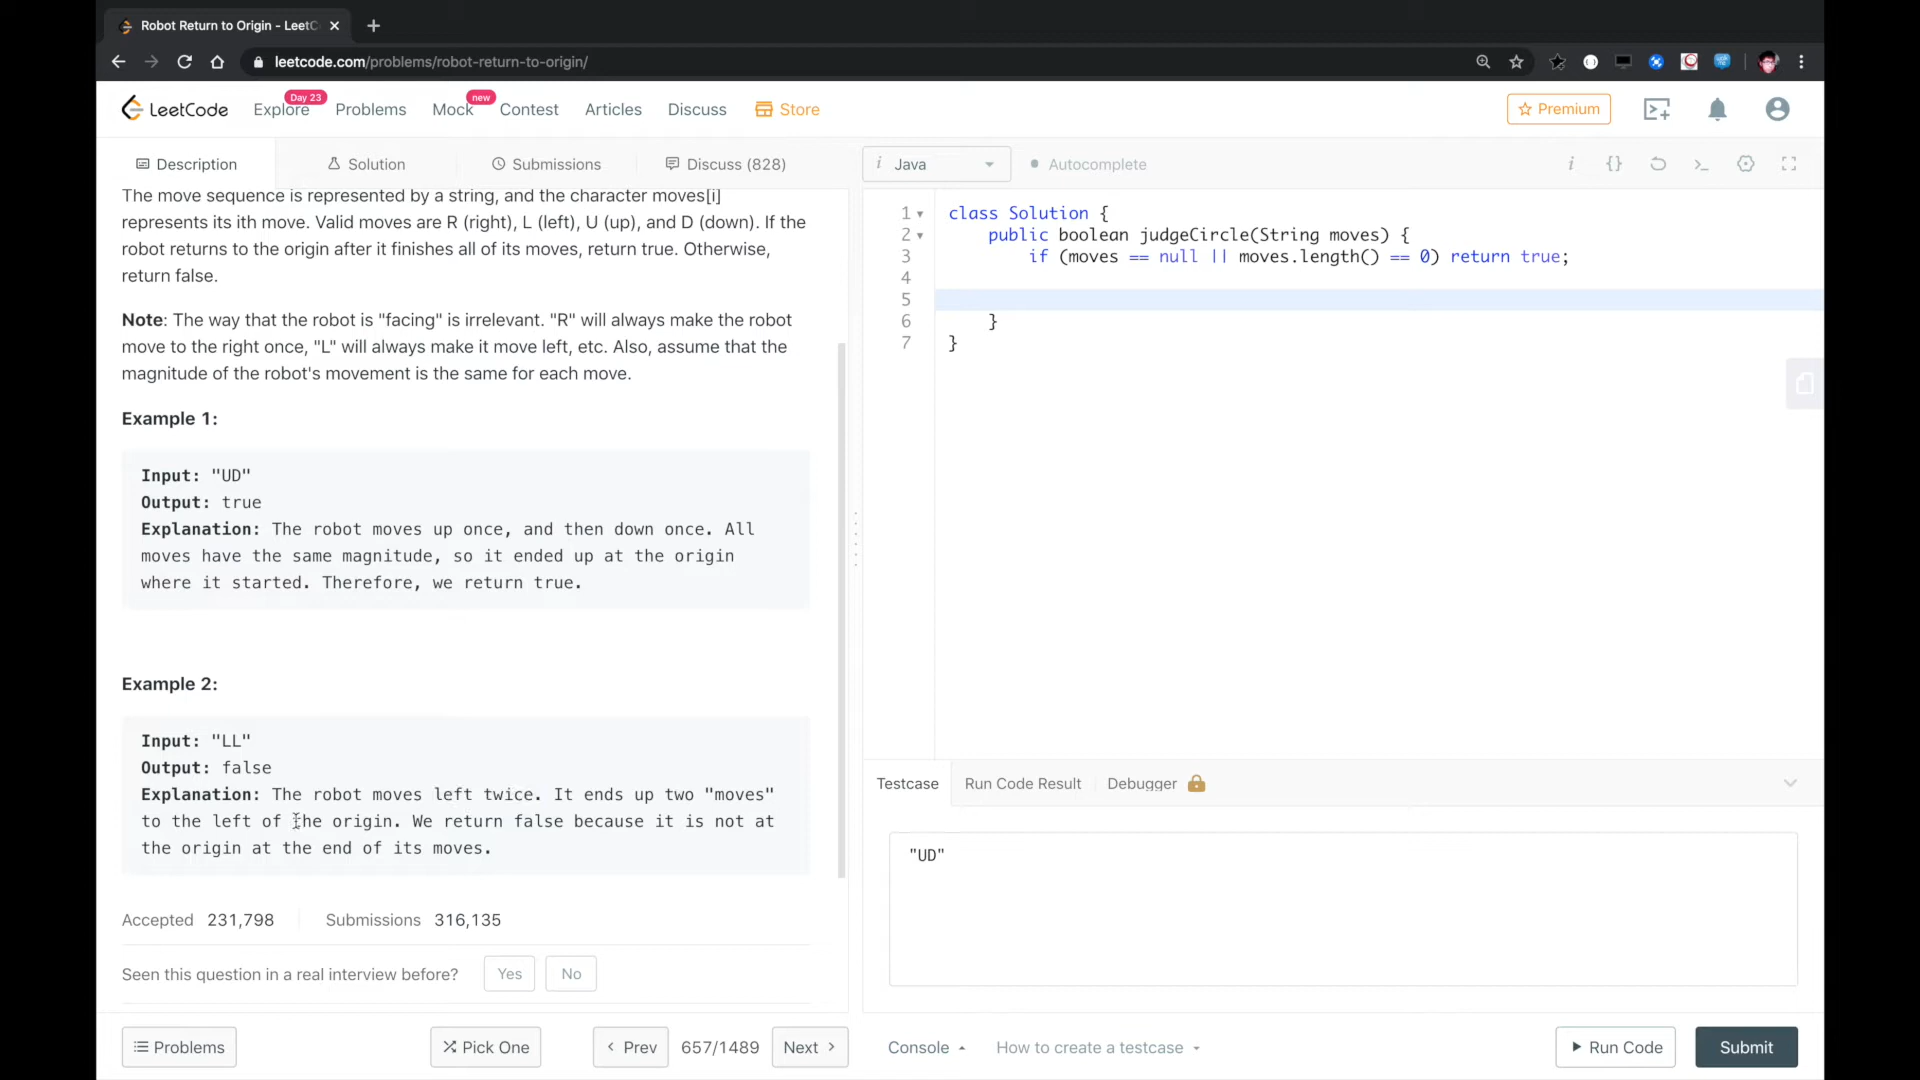 Robot Return to Origin - LeetC
leetcode.com/problems/robot-return-to-origin/
LeetCode
Explore
Day 23
Problems
Mock
new
Contest
Articles
Discuss
Store
Premium
Description
Solution
Submissions
Discuss (828)
The move sequence is represented by a string, and the character moves[i]
represents its ith move. Valid moves are R (right), L (left), U (up), and D (down). If the
robot returns to the origin after it finishes all of its moves, return true. Otherwise,
return false.
Note: The way that the robot is "facing" is irrelevant. "R" will always make the robot
move to the right once, "L" will always make it move left, etc. Also, assume that the
magnitude of the robot's movement is the same for each move.
Example 1:
Input: "UD"
Output: true
Explanation: The robot moves up once, and then down once. All
moves have the same magnitude, so it ended up at the origin
where it started. Therefore, we return true.
Example 2:
Input: "LL"
Output: false
Explanation: The robot moves left twice. It ends up two "moves"
to the left of the origin. We return false because it is not at
the origin at the end of its moves.
Accepted 231,798 Submissions 316,135
Seen this question in a real interview before? Yes No
Problems
Pick One
Prev
657/1489
Next
i Java
Autocomplete
i {}
1 class Solution {
2 public boolean judgeCircle(String moves) {
3 if (moves == null || moves.length() == 0) return true;
4
5
6 }
7 }
Testcase
Run Code Result
Debugger
"UD"
Console
How to create a testcase
Run Code
Submit